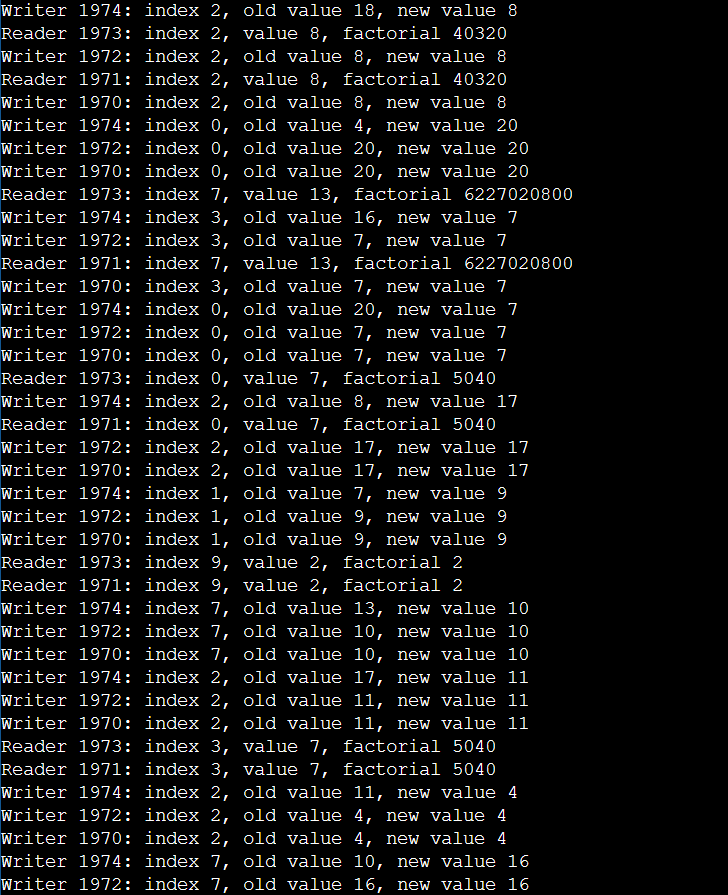 Writer 1974: index 2, old value 18, new value 8
Reader 1973: index 2, value 8, factorial 40320
Writer 1972: index 2, old value 8, new value 8
Reader 1971: index 2, value 8, factorial 40320
Writer 1970: index 2, old value 8, new value 8
Writer 1974: index 0, old value 4, new value 20
Writer 1972: index 0, old value 20, new value 20
Writer 1970: index 0, old value 20, new value 20
Reader 1973: index 7, value 13, factorial 6227020800
Writer 1974: index 3, old value 16, new value 7
Writer 1972: index 3, old value 7, new value 7
Reader 1971: index 7, value 13, factorial 6227020800
Writer 1970: index 3, old value 7, new value 7
Writer 1974: index 0, old value 20, new value 7
Writer 1972: index 0, old value 7, new value 7
Writer 1970: index 0, old value 7, new value 7
Reader 1973: index 0, value 7, factorial 5040
Writer 1974: index 2, old value 8, new value 17
Reader 1971: index 0, value 7, factorial 5040
Writer 1972: index 2, old value 17, new value 17
Writer 1970: index 2, old value 17, new value 17
Writer 1974: index 1, old value 7, new value 9
Writer 1972: index 1, old value 9, new value 9
Writer 1970: index 1, old value 9, new value 9
Reader 1973: index 9, value 2, factorial 2
Reader 1971: index 9, value 2, factorial 2
Writer 1974: index 7, old value 13, new value 10
Writer 1972: index 7, old value 10, new value 10
Writer 1970: index 7, old value 10, new value 10
Writer 1974: index 2, old value 17, new value 11
Writer 1972: index 2, old value 11, new value 11
Writer 1970: index 2, old value 11, new value 11
Reader 1973: index 3, value 7, factorial 5040
Reader 1971: index 3, value 7, factorial 5040
Writer 1974: index 2, old value 11, new value 4
Writer 1972: index 2, old value 4, new value 4
Writer 1970: index 2, old value 4, new value 4
Writer 1974: index 7, old value 10, new value 16
Writer 1972: index 7, old value 16, new value 16